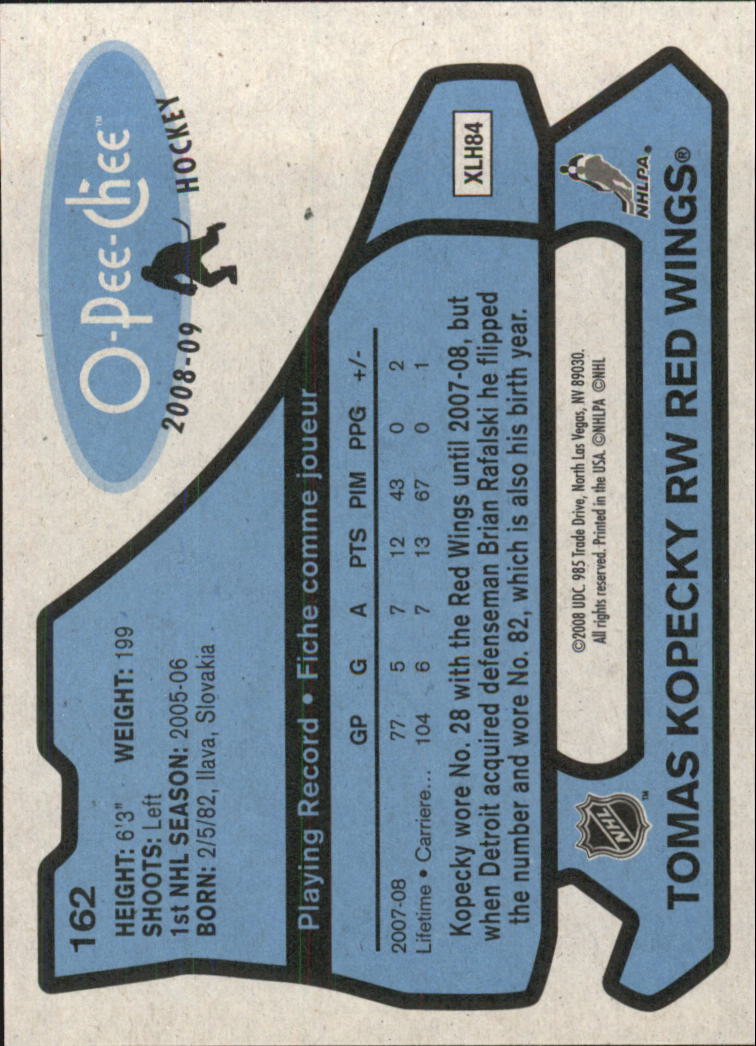 162
HEIGHT: 6'3" WEIGHT: 199
SHOOTS: Left
1st NHL SEASON: 2005-06
BORN: 2/5/82, Ilava, Slovakia
O-Pee-Chee™
2008-09 HOCKEY
Playing Record • Fiche comme joueur
GP G A PTS PIM PPG +/-
2007-08 77 5 7 12 43 0 2
Lifetime • Carriere... 104 6 7 13 67 0 1
XLH84
Kopecky wore No. 28 with the Red Wings until 2007-08, but
when Detroit acquired defenseman Brian Rafalski he flipped
the number and wore No. 82, which is also his birth year.
NHL™
©2008 UDC. 985 Trade Drive, North Las Vegas, NV 89030.
All rights reserved. Printed in the USA. ©NHLPA ©NHL
NHLPA®
TOMAS KOPECKY RW RED WINGS®